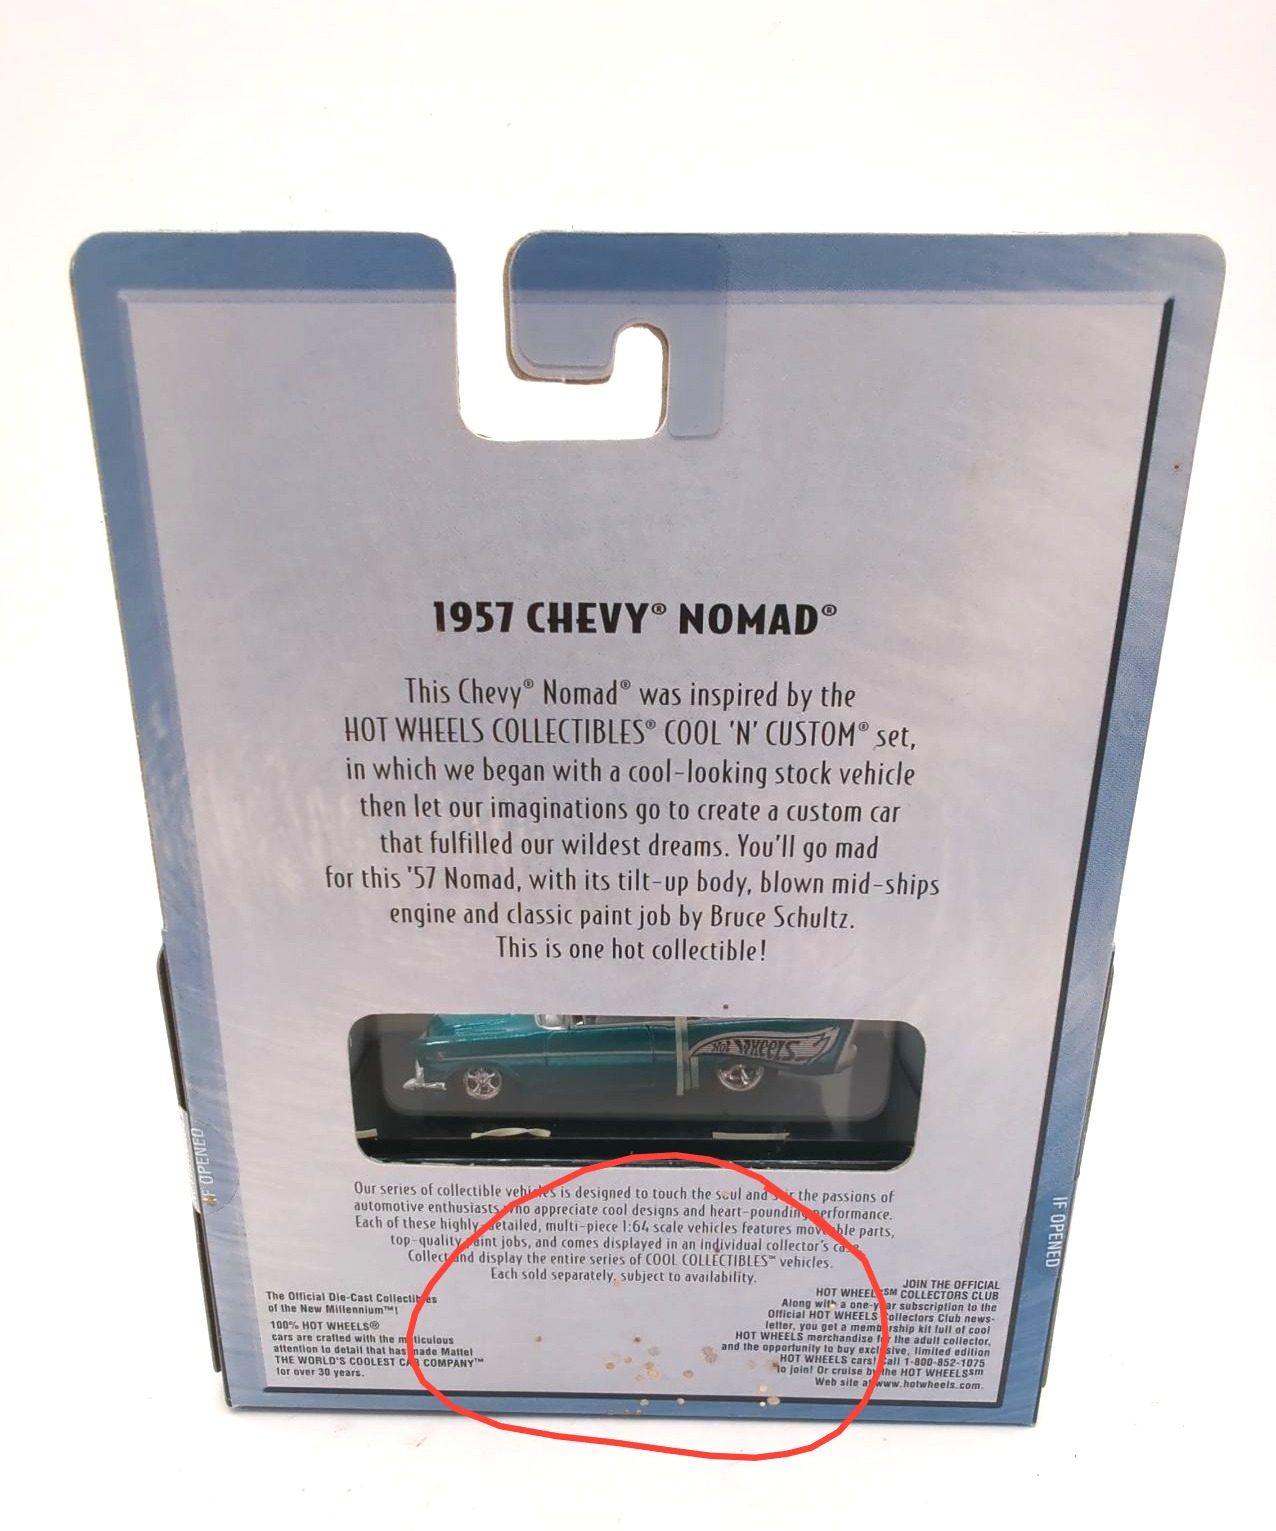 1957 CHEVY® NOMAD®
This Chevy® Nomad® was inspired by the
HOT WHEELS COLLECTIBLES® COOL 'N' CUSTOM® set,
in which we began with a cool-looking stock vehicle
then let our imaginations go to create a custom car
that fulfilled our wildest dreams. You'll go mad
for this '57 Nomad, with its tilt-up body, blown mid-ships
engine and classic paint job by Bruce Schultz.
This is one hot collectible!
HOT WHEELS
Our series of collectible vehicles is designed to touch the soul and stir the passions of
automotive enthusiasts who appreciate cool designs and heart-pounding performance.
Each of these highly-detailed, multi-piece 1:64 scale vehicles features moveable parts,
top-quality paint jobs, and comes displayed in an individual collector's case.
Collect and display the entire series of COOL COLLECTIBLES™ vehicles.
Each sold separately, subject to availability.
The Official Die-Cast Collectibles
of the New Millennium™!
100% HOT WHEELS®
cars are crafted with the meticulous
attention to detail that has made Mattel
THE WORLD'S COOLEST CAR COMPANY™
for over 30 years.
JOIN THE OFFICIAL
HOT WHEELS℠ COLLECTORS CLUB
Along with a one-year subscription to the
Official HOT WHEELS Collectors Club news-
letter, you get a membership kit full of cool
HOT WHEELS merchandise for the adult collector,
and the opportunity to buy exclusive, limited edition
HOT WHEELS cars! Call 1-800-852-1075
to join! Or cruise by the HOT WHEELS℠
Web site at www.hotwheels.com.
IF OPENED
IF OPENED